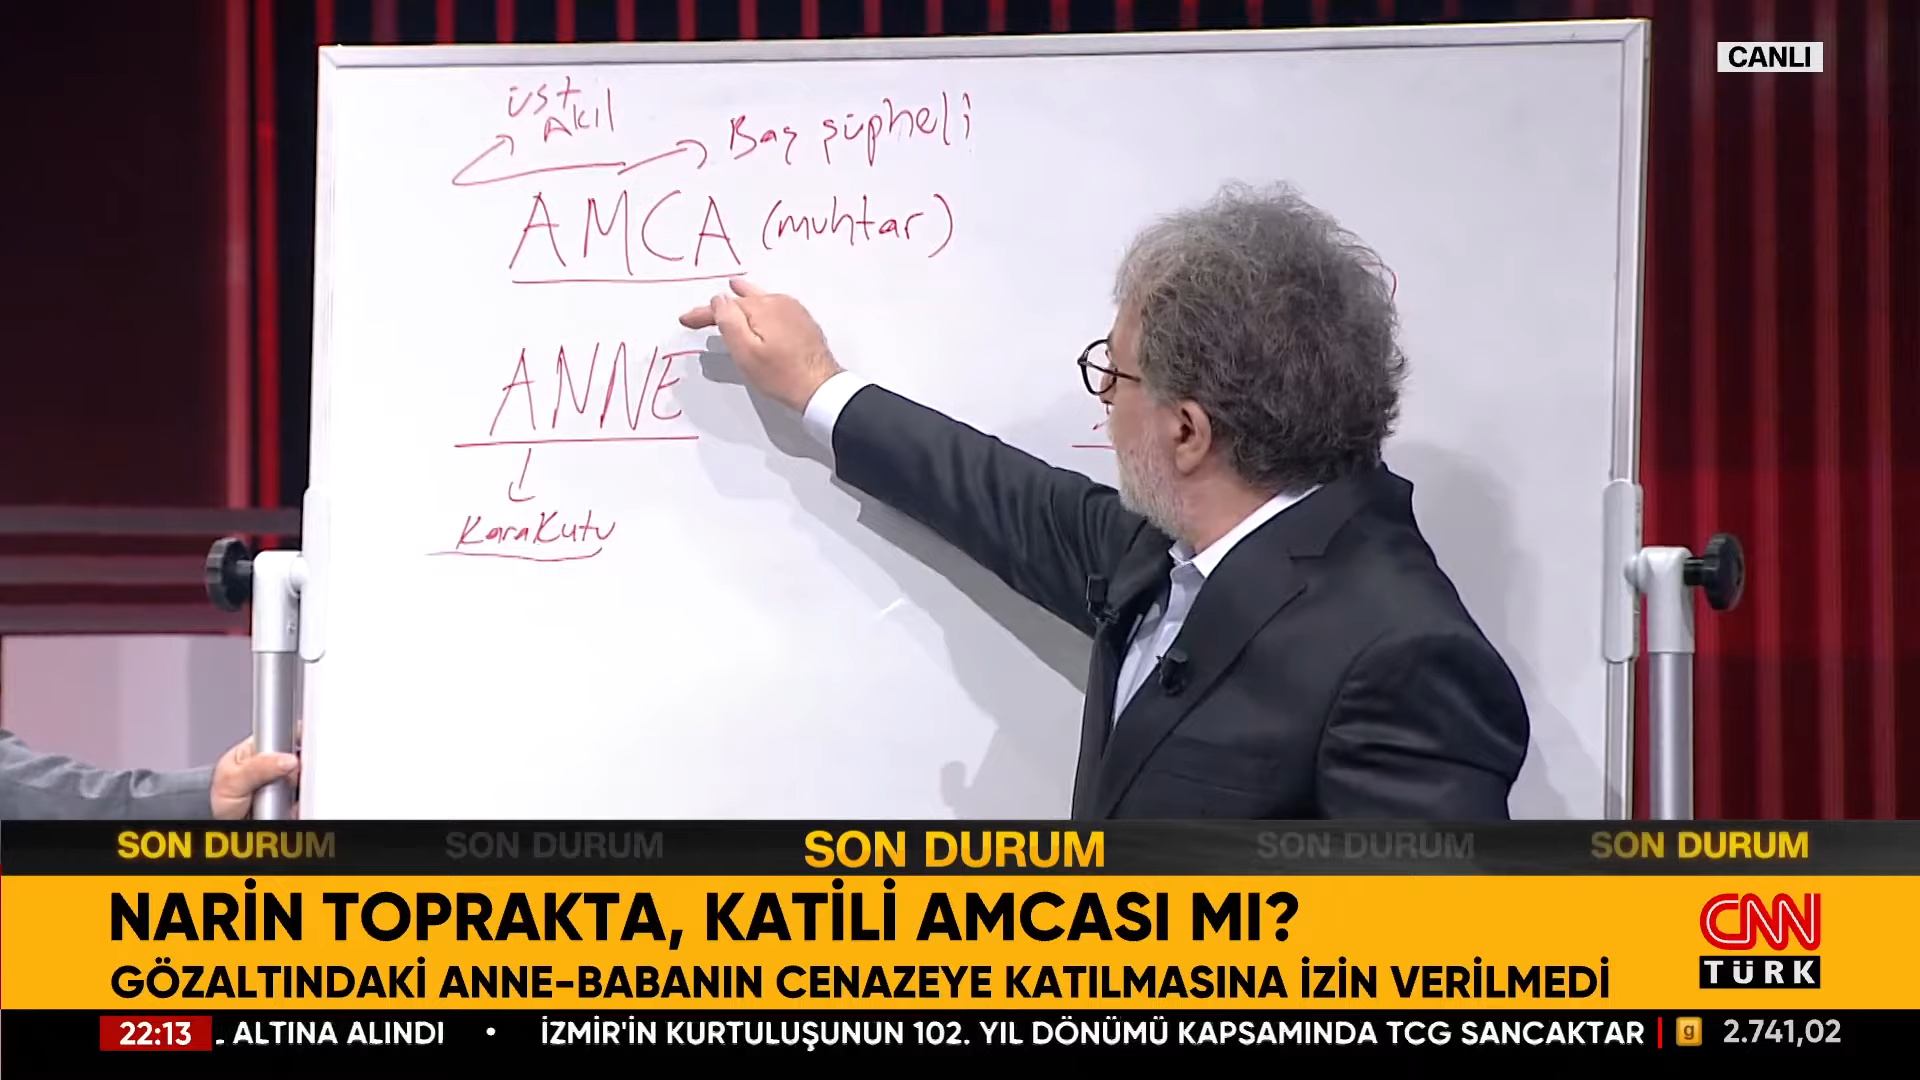 CANLI
üst
Akıl
Baş şüpheli
AMCA (muhtar)
ANNE
Kara Kutu
SON DURUM SON DURUM SON DURUM SON DURUM SON DURUM
NARİN TOPRAKTA, KATİLİ AMCASI MI?
GÖZALTINDAKİ ANNE-BABANIN CENAZEYE KATILMASINA İZİN VERİLMEDİ
CNN
TÜRK
22:13 . ALTINA ALINDI • İZMİR'İN KURTULUŞUNUN 102. YIL DÖNÜMÜ KAPSAMINDA TCG SANCAKTAR g 2.741,02